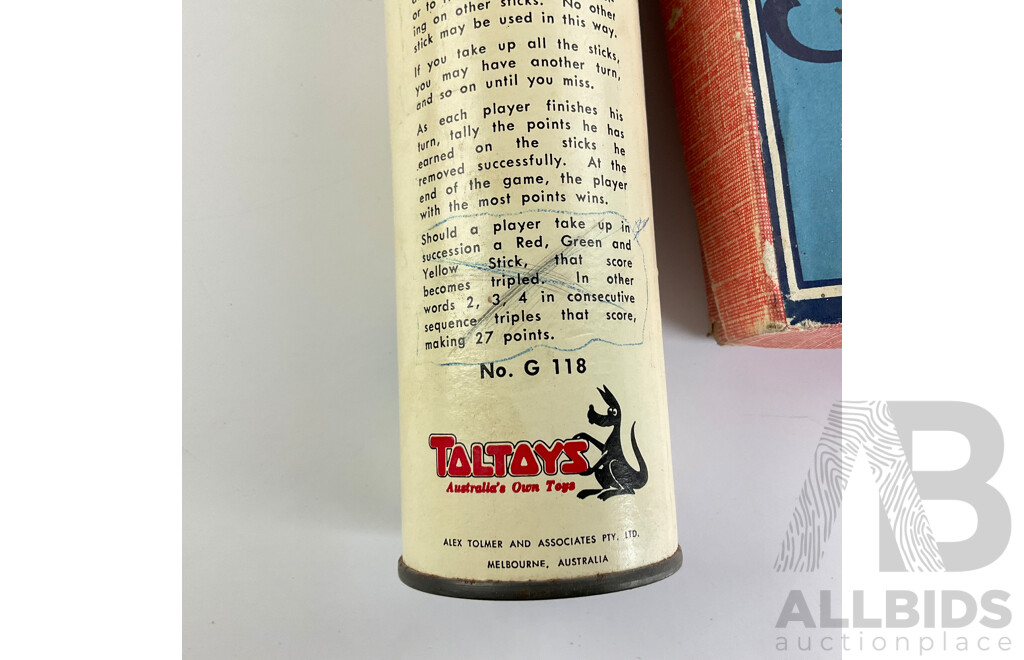 or to
ing on other sticks. No other
stick may be used in this way.
If you take up all the sticks,
you may have another turn,
and so on until you miss.
As each player finishes his
turn, tally the points he has
earned on the sticks he
removed successfully. At the
end of the game, the player
with the most points wins.
Should a player take up in
succession a Red, Green and
Yellow Stick, that score
becomes tripled. In other
words 2, 3, 4 in consecutive
sequence triples that score,
making 27 points.
No. G 118
TOLTOYS
Australia's Own Toys
ALEX TOLMER AND ASSOCIATES PTY. LTD.
MELBOURNE, AUSTRALIA
AB
ALLBIDS
auctionplace